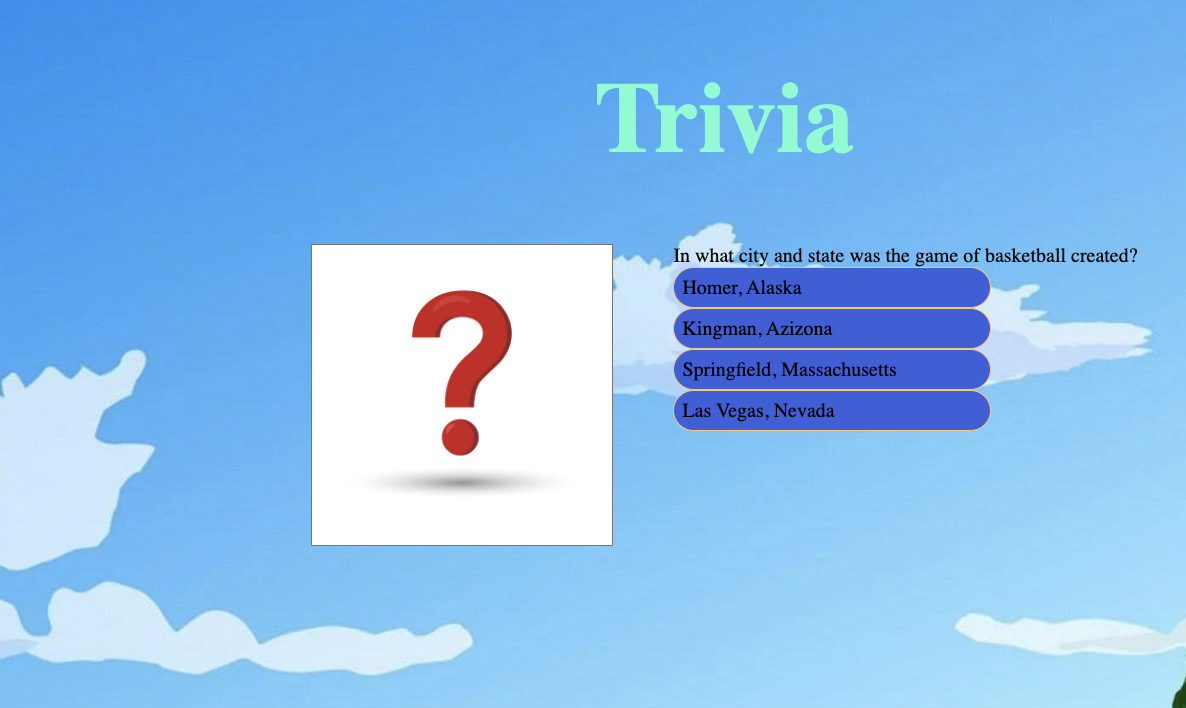 Trivia
In what city and state was the game of basketball created?
Homer, Alaska
Kingman, Azizona
Springfield, Massachusetts
Las Vegas, Nevada